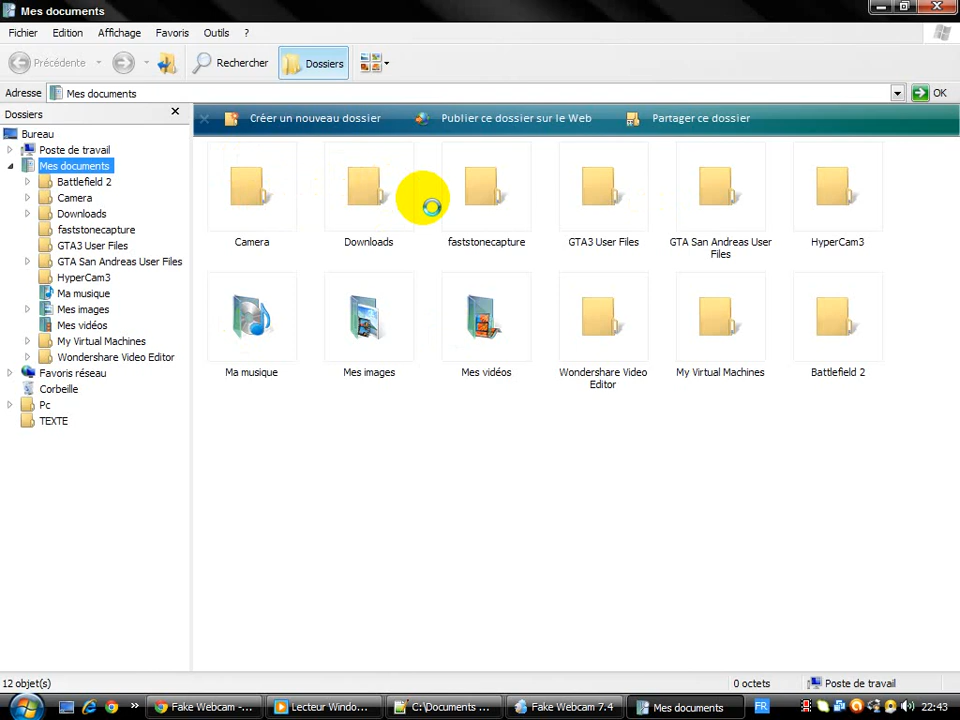 Mes documents
Fichier Edition Affichage Favoris Outils ?
Précédente Rechercher Dossiers
Adresse Mes documents OK
Dossiers
Créer un nouveau dossier Publier ce dossier sur le Web Partager ce dossier
Bureau
Poste de travail
Mes documents
Battlefield 2
Camera
Downloads
faststonecapture
GTA3 User Files
GTA San Andreas User Files
HyperCam3
Ma musique
Mes images
Mes vidéos
My Virtual Machines
Wondershare Video Editor
Favoris réseau
Corbeille
Pc
TEXTE
Camera Downloads faststonecapture GTA3 User Files GTA San Andreas User HyperCam3
Files
Ma musique Mes images Mes vidéos Wondershare Video My Virtual Machines Battlefield 2
Editor
12 objet(s) 0 octets Poste de travail
Fake Webcam -... Lecteur Windo... C:\Documents ... Fake Webcam 7.4 Mes documents FR 22:43